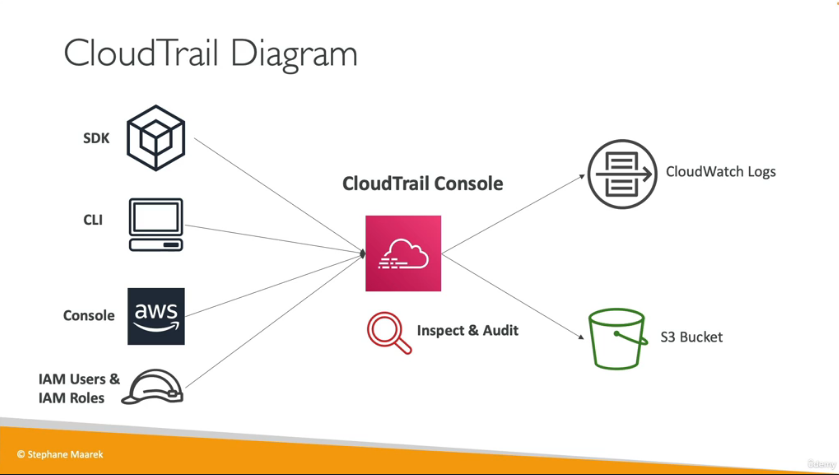 CloudTrail Diagram
SDK
CLI
Console
aws
IAM Users &
IAM Roles
CloudTrail Console
Inspect & Audit
CloudWatch Logs
S3 Bucket
© Stephane Maarek
Udemy